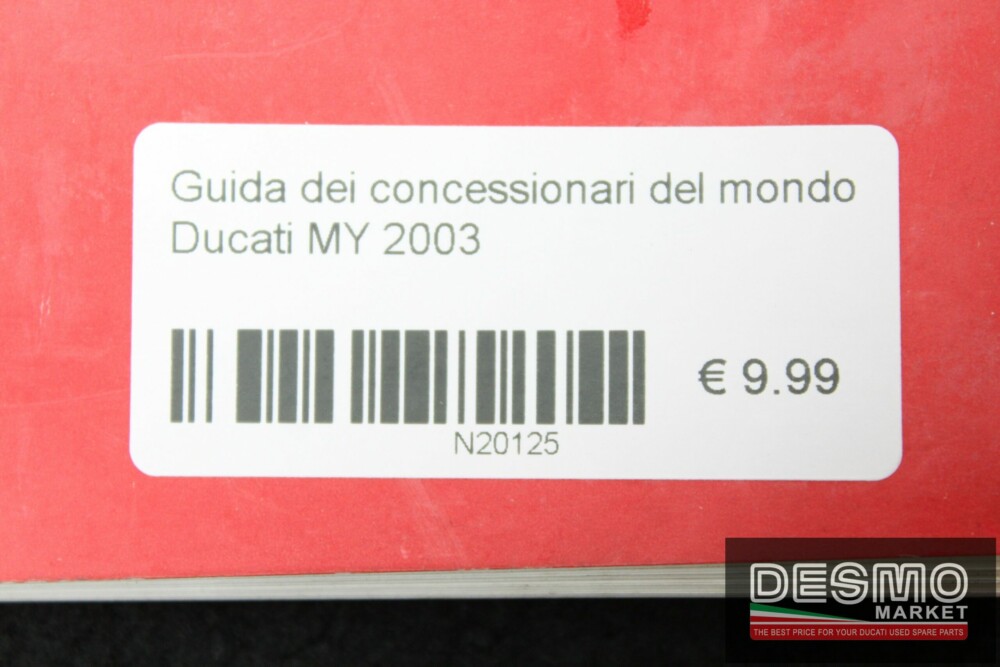 Guida dei concessionari del mondo
Ducati MY 2003
€ 9.99
N20125
DESMO
MARKET
THE BEST PRICE FOR YOUR DUCATI USED SPARE PARTS